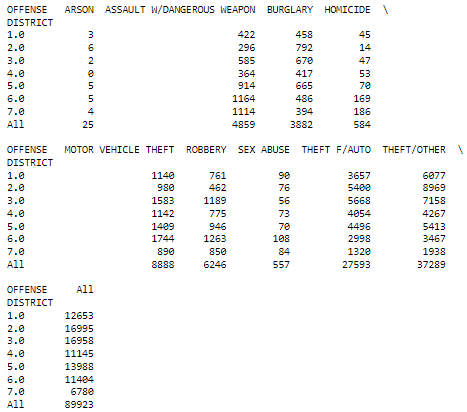 OFFENSE ARSON ASSAULT W/DANGEROUS WEAPON BURGLARY HOMICIDE \
DISTRICT
1.0 3 422 458 45
2.0 6 296 792 14
3.0 2 585 670 47
4.0 0 364 417 53
5.0 5 914 665 70
6.0 5 1164 486 169
7.0 4 1114 394 186
All 25 4859 3882 584
OFFENSE MOTOR VEHICLE THEFT ROBBERY SEX ABUSE THEFT F/AUTO THEFT/OTHER \
DISTRICT
1.0 1140 761 90 3657 6077
2.0 980 462 76 5400 8969
3.0 1583 1189 56 5668 7158
4.0 1142 775 73 4054 4267
5.0 1409 946 70 4496 5413
6.0 1744 1263 108 2998 3467
7.0 890 850 84 1320 1938
All 8888 6246 557 27593 37289
OFFENSE All
DISTRICT
1.0 12653
2.0 16995
3.0 16958
4.0 11145
5.0 13988
6.0 11404
7.0 6780
All 89923